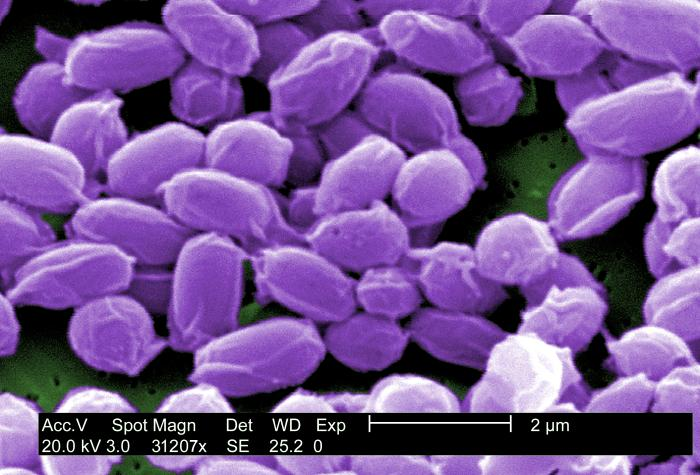 Acc.V Spot Magn Det WD Exp 2 µm
20.0 kV 3.0 31207x SE 25.2 0